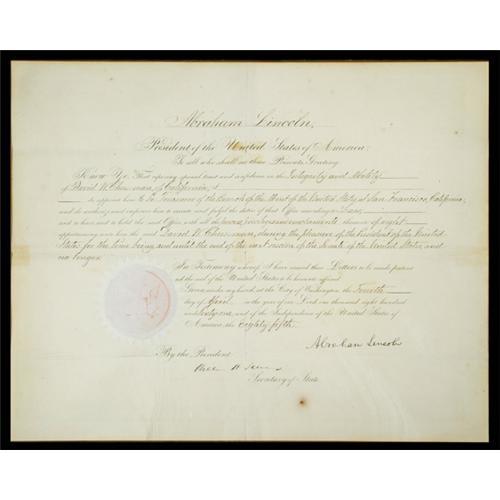 Abraham Lincoln,
President of the United States of America:
To all who shall see these Presents, Greeting:
Know Ye, That reposing special trust and confidence in the Integrity and Ability
of David W. Cheesman, of California, I
do appoint him to be Treasurer of the Branch of the Mint of the United States, at San Francisco, California;
and do authorize and empower him to execute and fulfil the duties of that Office according to Law;
and to have and to hold the said Office, with all the powers, privileges and emoluments thereunto of right
appertaining unto him the said David W. Cheesman, during the pleasure of the President of the United
States for the time being, and until the end of the next session of the Senate of the United States, and
no longer.
In Testimony whereof, I have caused these Letters to be made patent
and the seal of the United States to be hereunto affixed.
Given under my hand, at the City of Washington, the Fourth
day of in the year of our Lord one thousand eight hundred
and sixty one, and of the Independence of the United States of
America, the Eighty fifth.
Abraham Lincoln
By the President
Secretary of State